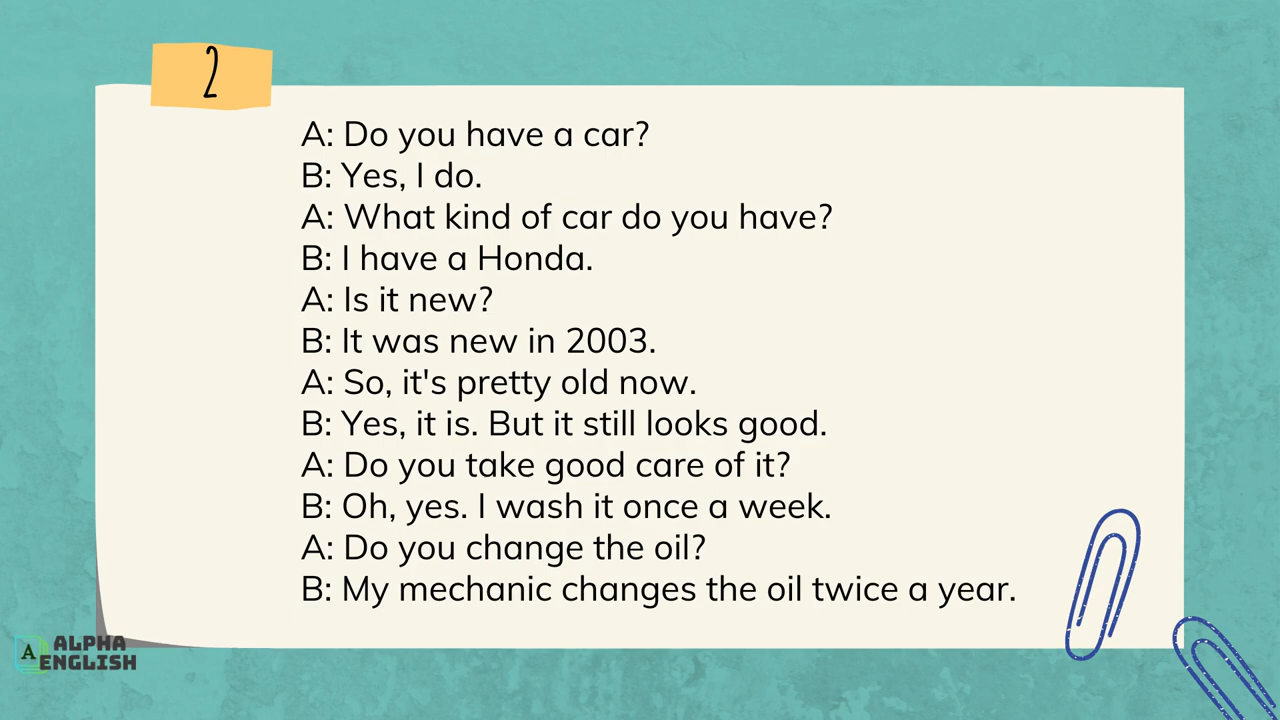 2
A: Do you have a car?
B: Yes, I do.
A: What kind of car do you have?
B: I have a Honda.
A: Is it new?
B: It was new in 2003.
A: So, it's pretty old now.
B: Yes, it is. But it still looks good.
A: Do you take good care of it?
B: Oh, yes. I wash it once a week.
A: Do you change the oil?
B: My mechanic changes the oil twice a year.
A ALPHA
ENGLISH